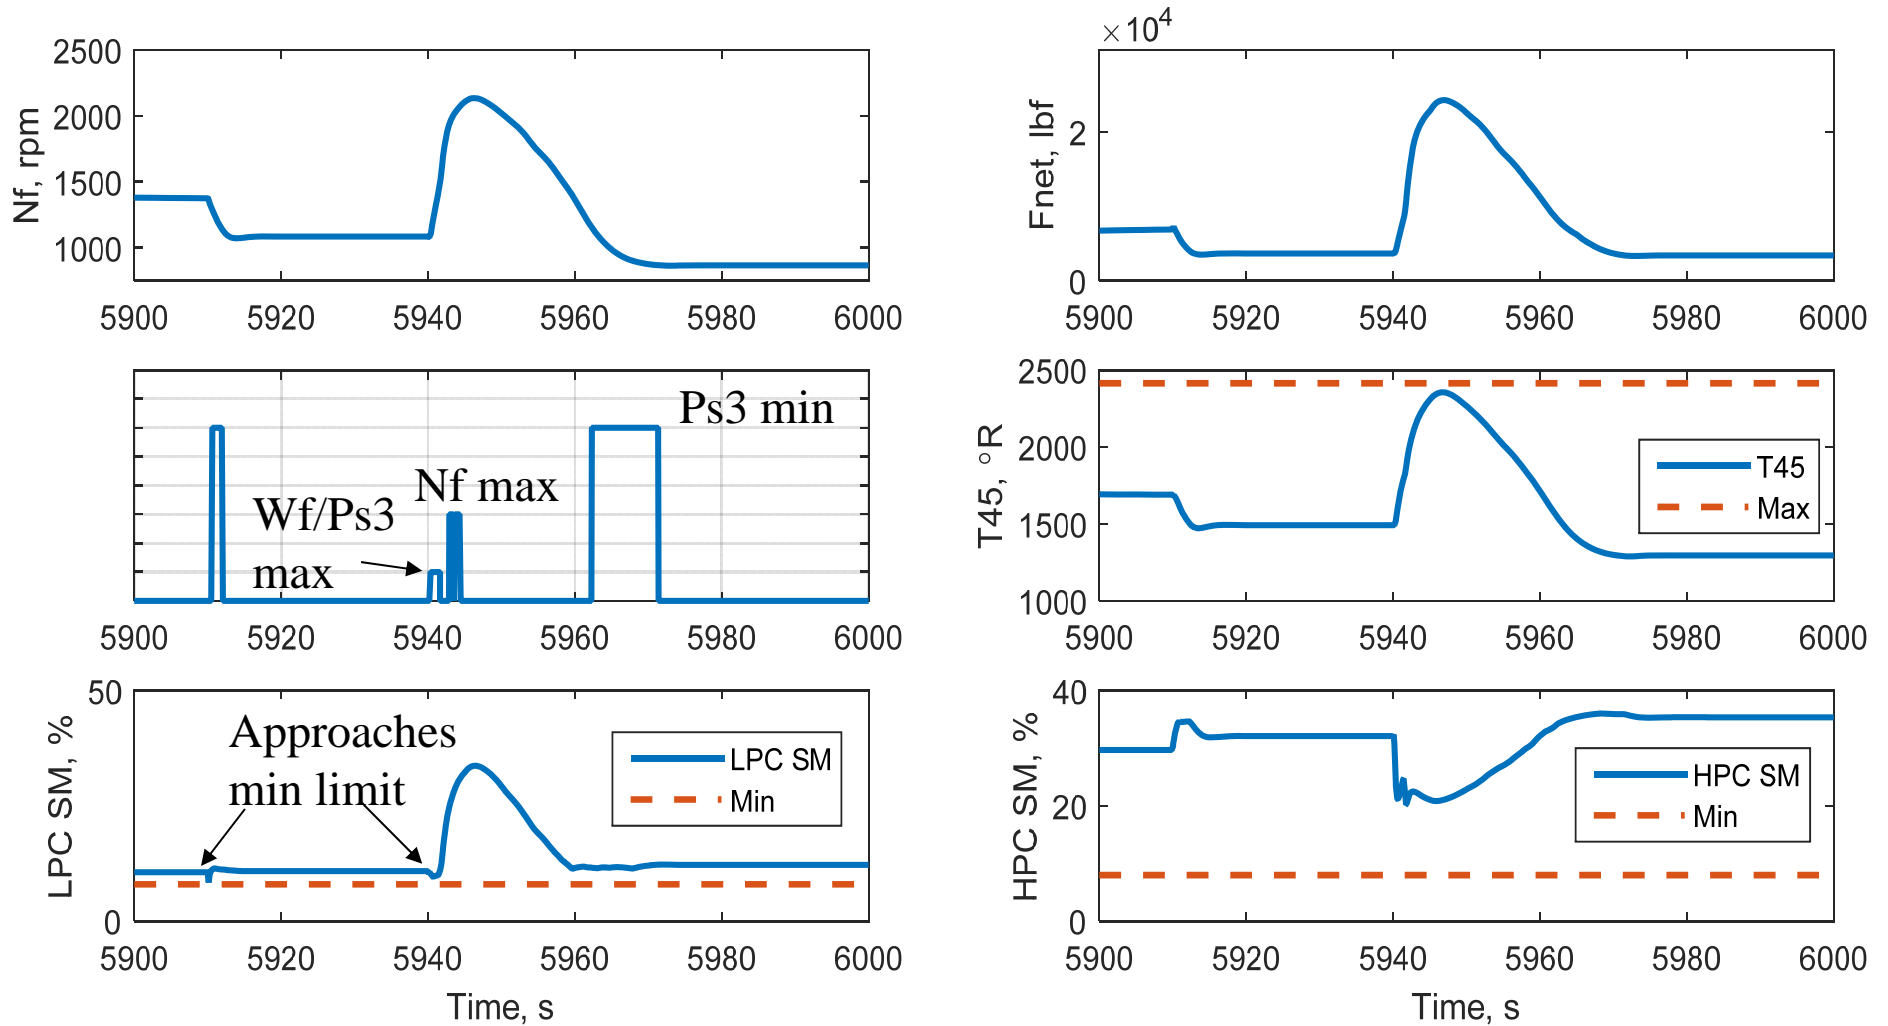 2500
2000
1500
1000
Nf, rpm
5900 5920 5940 5960 5980 6000
×10⁴
2
0
Fnet, lbf
5900 5920 5940 5960 5980 6000
Ps3 min
Nf max
Wf/Ps3
max
5900 5920 5940 5960 5980 6000
2500
2000
1500
1000
T45, °R
T45
Max
5900 5920 5940 5960 5980 6000
50
0
LPC SM, %
Approaches
min limit
LPC SM
Min
5900 5920 5940 5960 5980 6000
Time, s
40
20
0
HPC SM, %
HPC SM
Min
5900 5920 5940 5960 5980 6000
Time, s